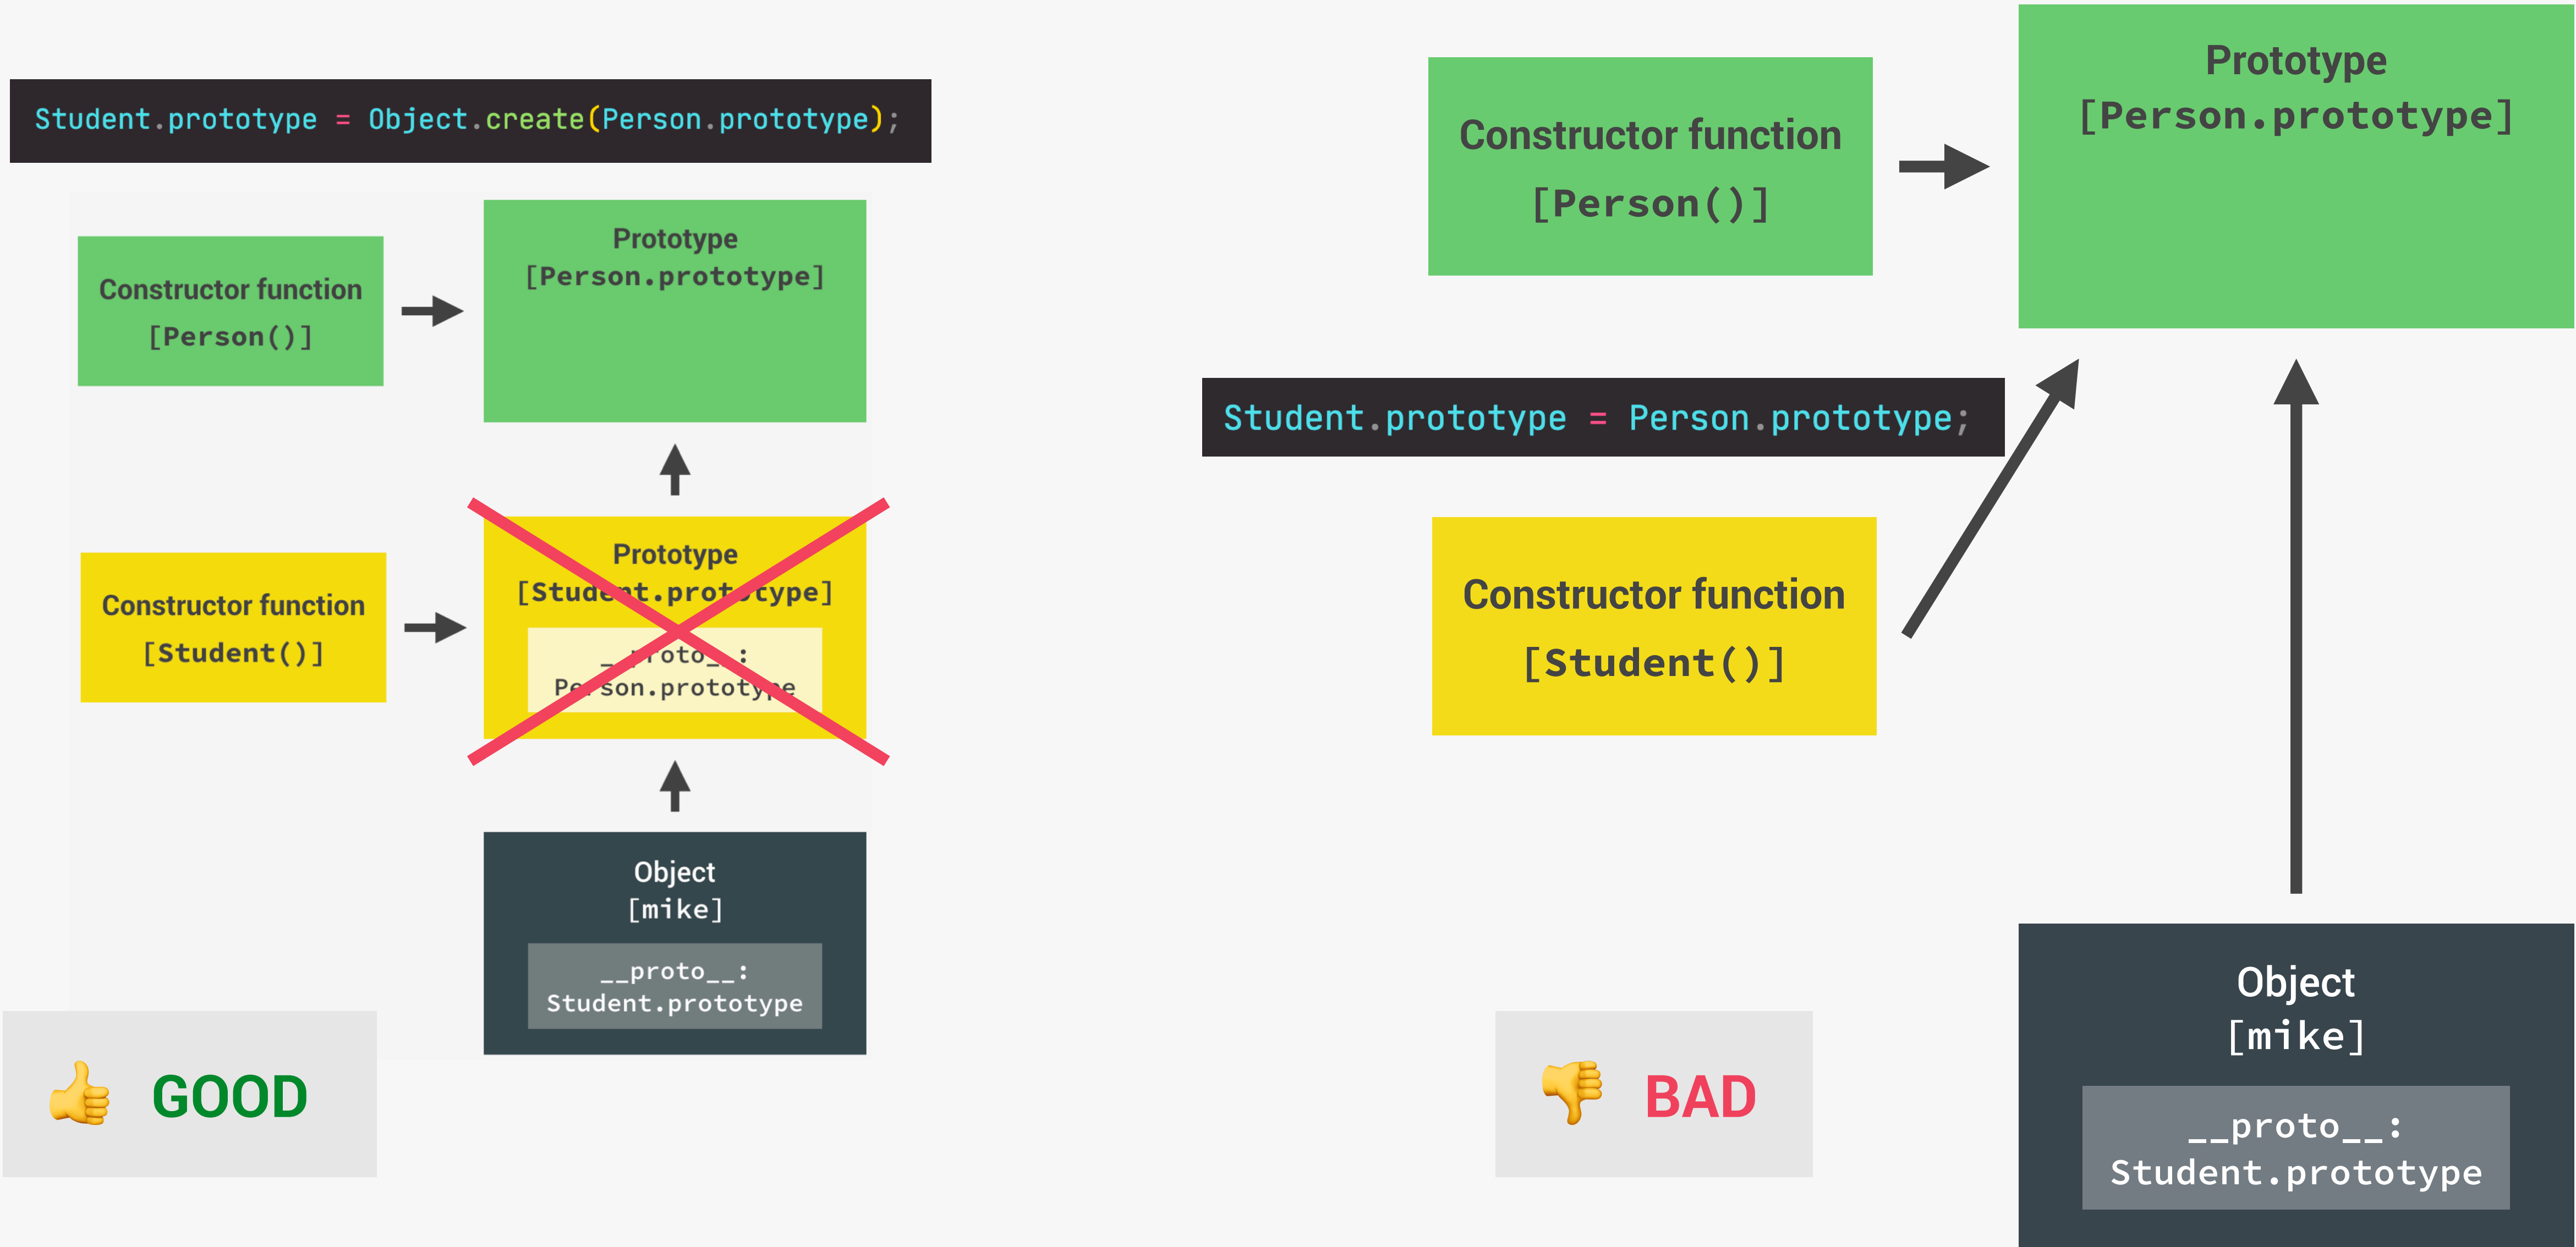 Student.prototype = Object.create(Person.prototype);
Constructor function
[Person()]
Prototype
[Person.prototype]
Constructor function
[Student()]
Prototype
[Student.prototype]
__proto__:
Person.prototype
Object
[mike]
__proto__:
Student.prototype
👍 GOOD
Constructor function
[Person()]
Prototype
[Person.prototype]
Student.prototype = Person.prototype;
Constructor function
[Student()]
👎 BAD
Object
[mike]
__proto__:
Student.prototype